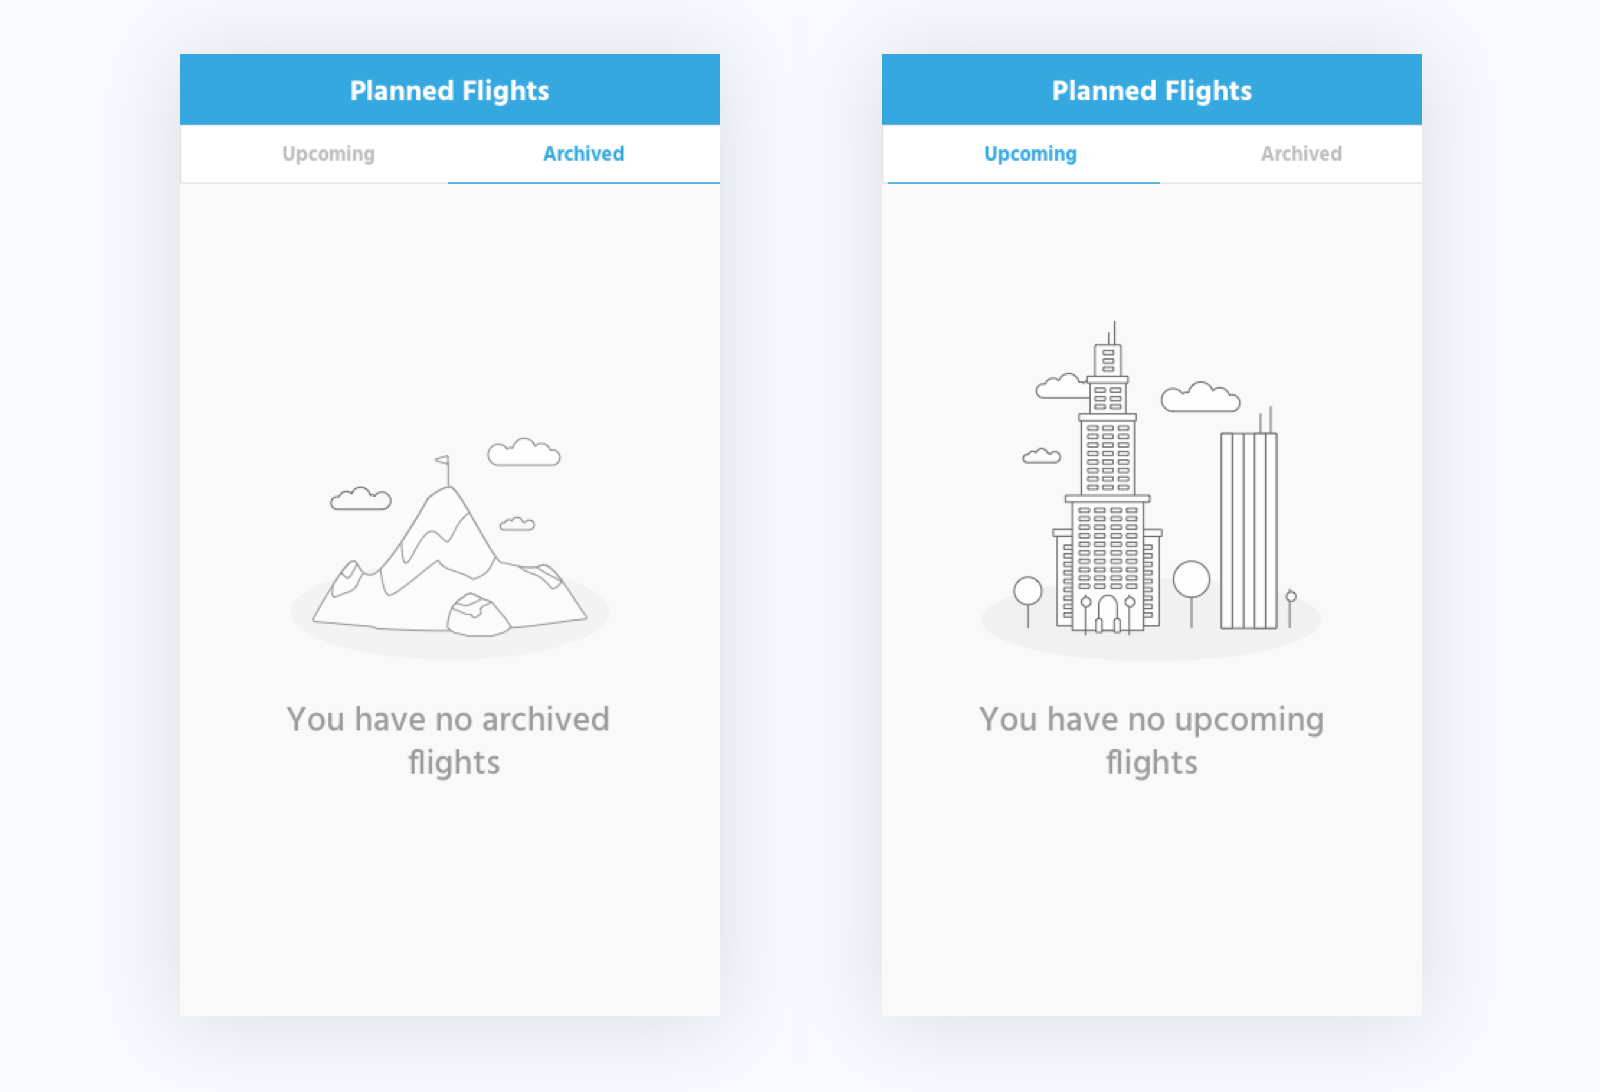 Planned Flights
Upcoming
Archived
You have no archived
flights
Planned Flights
Upcoming
Archived
You have no upcoming
flights